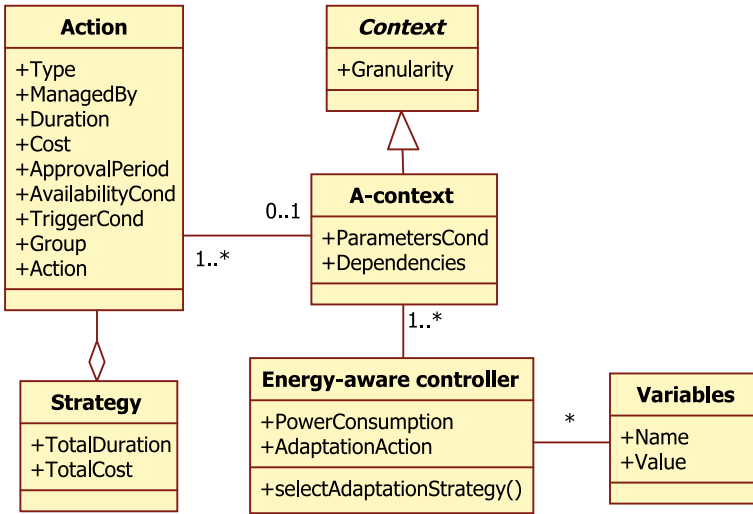 Action
+Type
+ManagedBy
+Duration
+Cost
+ApprovalPeriod
+AvailabilityCond
+TriggerCond
+Group
+Action
Context
+Granularity
0..1
1..*
A-context
+ParametersCond
+Dependencies
1..*
Strategy
+TotalDuration
+TotalCost
Energy-aware controller
+PowerConsumption
+AdaptationAction
+selectAdaptationStrategy()
*
Variables
+Name
+Value